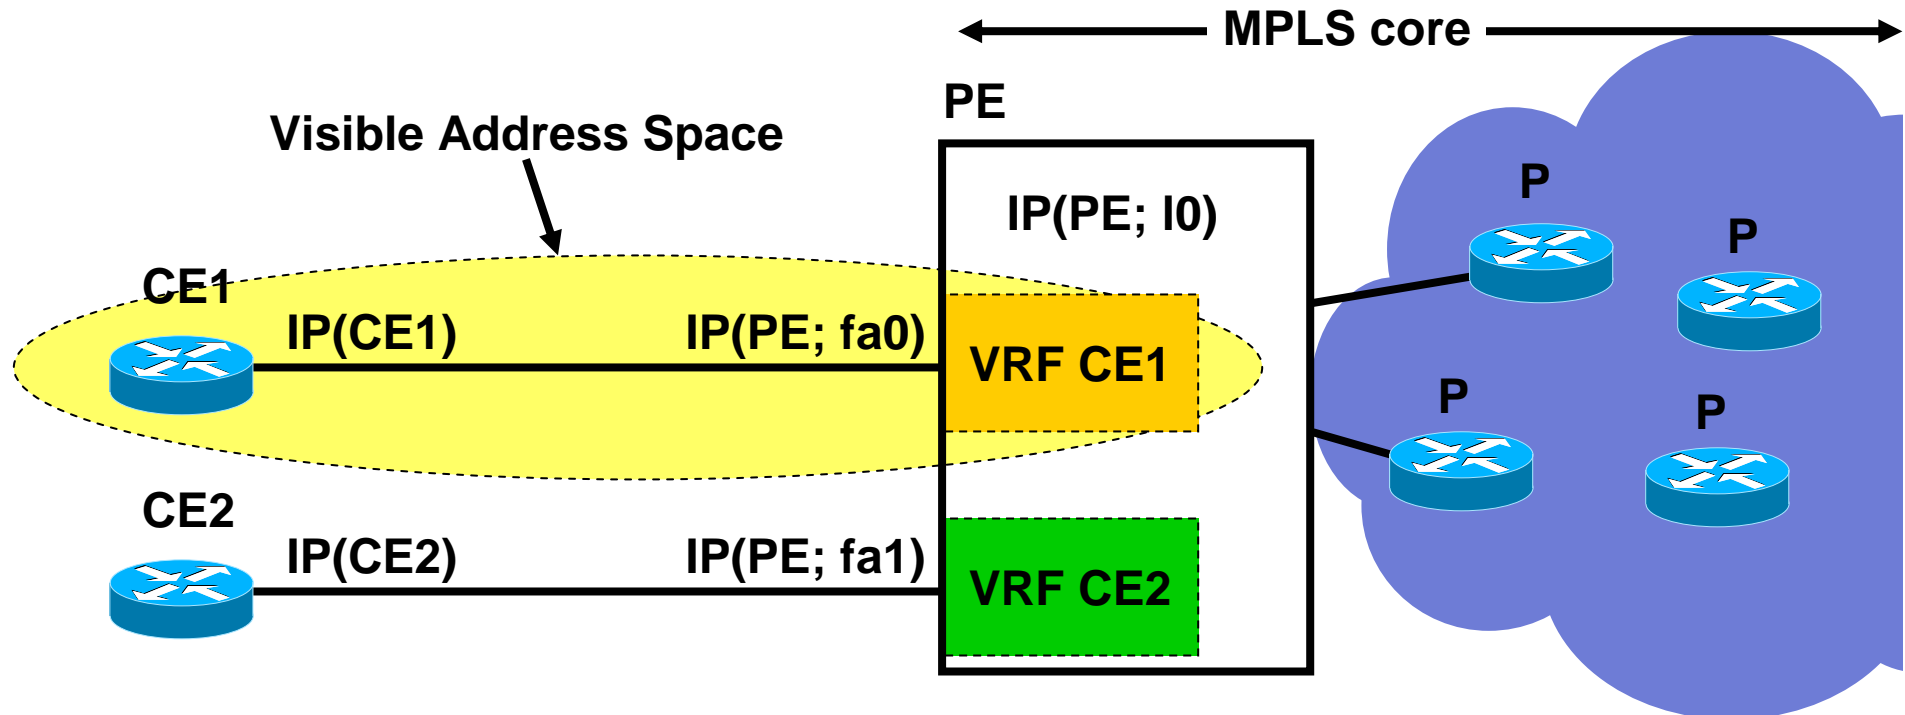 MPLS core
PE
Visible Address Space
P
IP(PE; l0)
P
CE1
IP(CE1)
IP(PE; fa0)
VRF CE1
P
P
CE2
IP(CE2)
IP(PE; fa1)
VRF CE2